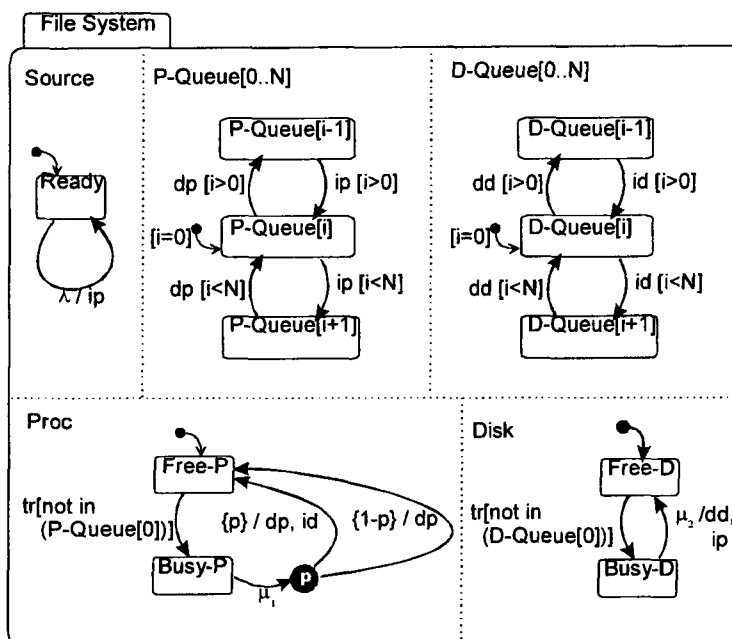 File System
Source
P-Queue[0..N]
D-Queue[0..N]
Ready
λ / ip
P-Queue[i-1]
dp [i>0]
ip [i>0]
[i=0]
P-Queue[i]
dp [i<N]
ip [i<N]
P-Queue[i+1]
D-Queue[i-1]
dd [i>0]
id [i>0]
[i=0]
D-Queue[i]
dd [i<N]
id [i<N]
D-Queue[i+1]
Proc
Free-P
tr[not in
(P-Queue[0])]
{p} / dp, id
{1-p} / dp
Busy-P
μ₁
p
Disk
Free-D
tr[not in
(D-Queue[0])]
μ₂ /dd,
ip
Busy-D